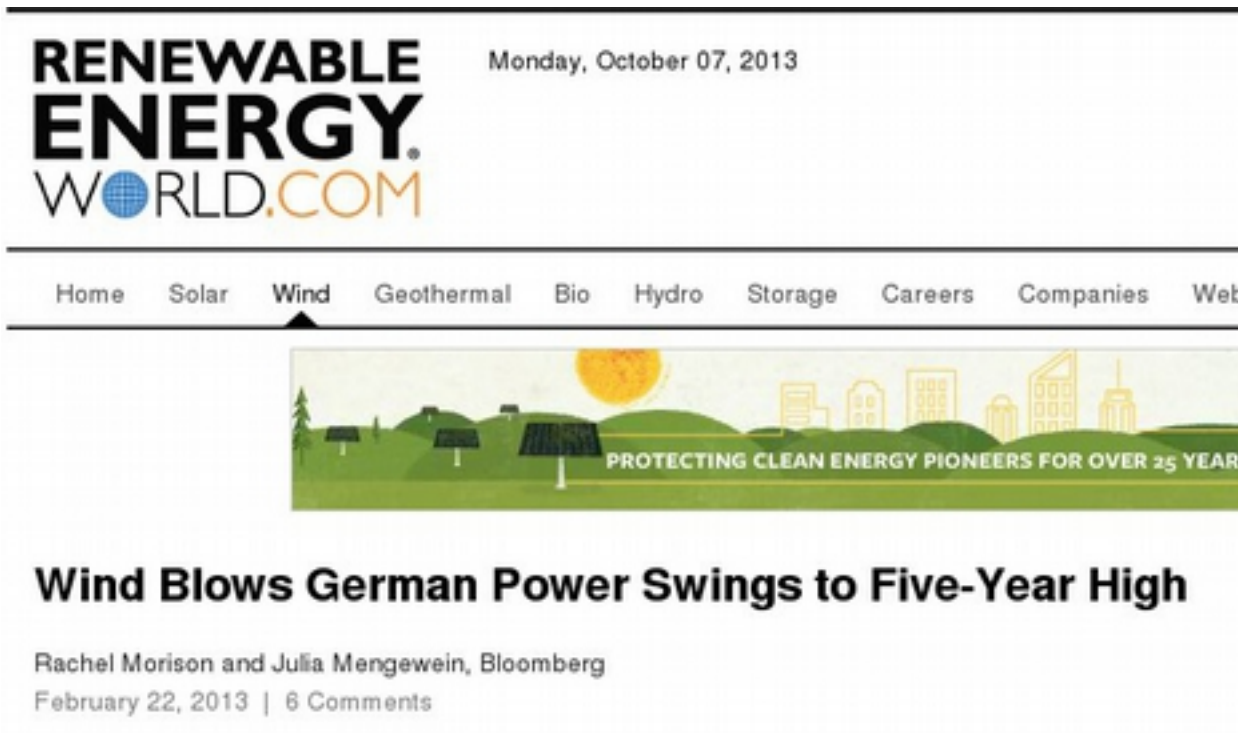 RENEWABLE
ENERGY®
WORLD.COM
Monday, October 07, 2013
Home Solar Wind Geothermal Bio Hydro Storage Careers Companies
PROTECTING CLEAN ENERGY PIONEERS FOR OVER 25 YEAR
Wind Blows German Power Swings to Five-Year High
Rachel Morison and Julia Mengewein, Bloomberg
February 22, 2013 | 6 Comments